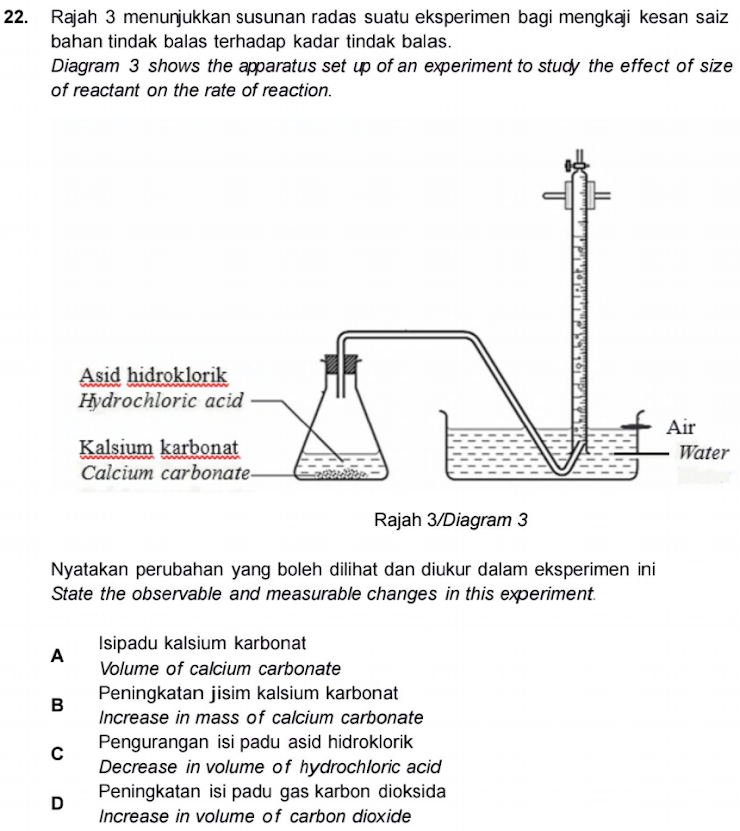 22. Rajah 3 menunjukkan susunan radas suatu eksperimen bagi mengkaji kesan saiz
bahan tindak balas terhadap kadar tindak balas.
Diagram 3 shows the apparatus set up of an experiment to study the effect of size
of reactant on the rate of reaction.
Asid hidroklorik
Hydrochloric acid
Kalsium karbonat
Calcium carbonate
Air
Water
Rajah 3/Diagram 3
Nyatakan perubahan yang boleh dilihat dan diukur dalam eksperimen ini
State the observable and measurable changes in this experiment.
A Isipadu kalsium karbonat
Volume of calcium carbonate
B Peningkatan jisim kalsium karbonat
Increase in mass of calcium carbonate
C Pengurangan isi padu asid hidroklorik
Decrease in volume of hydrochloric acid
D Peningkatan isi padu gas karbon dioksida
Increase in volume of carbon dioxide